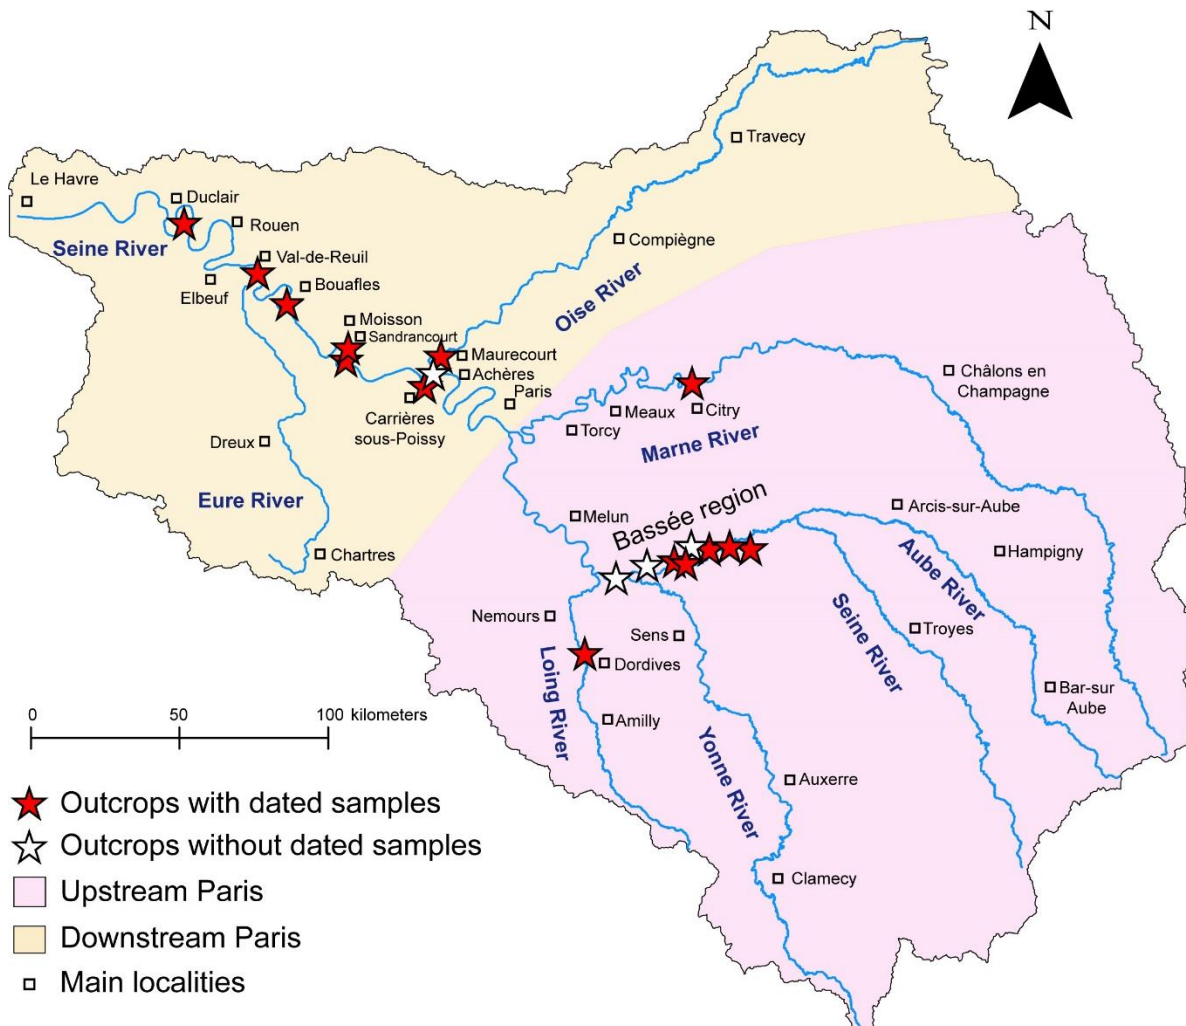 N
Travecy
Le Havre
Duclair
Rouen
Seine River
Val-de-Reuil
Compiègne
Elbeuf
Bouafles
Oise River
Moisson
Sandrancourt
Maurecourt
Achères
Paris
Carrières
sous-Poissy
Châlons en
Champagne
Meaux
Citry
Torcy
Marne River
Dreux
Eure River
Melun
Bassée region
Arcis-sur-Aube
Aube River
Hampigny
Chartres
Nemours
Sens
Seine River
Troyes
Dordives
Loing River
Bar-sur
Aube
Amilly
Yonne River
Auxerre
Clamecy
0 50 100 kilometers
Outcrops with dated samples
Outcrops without dated samples
Upstream Paris
Downstream Paris
Main localities